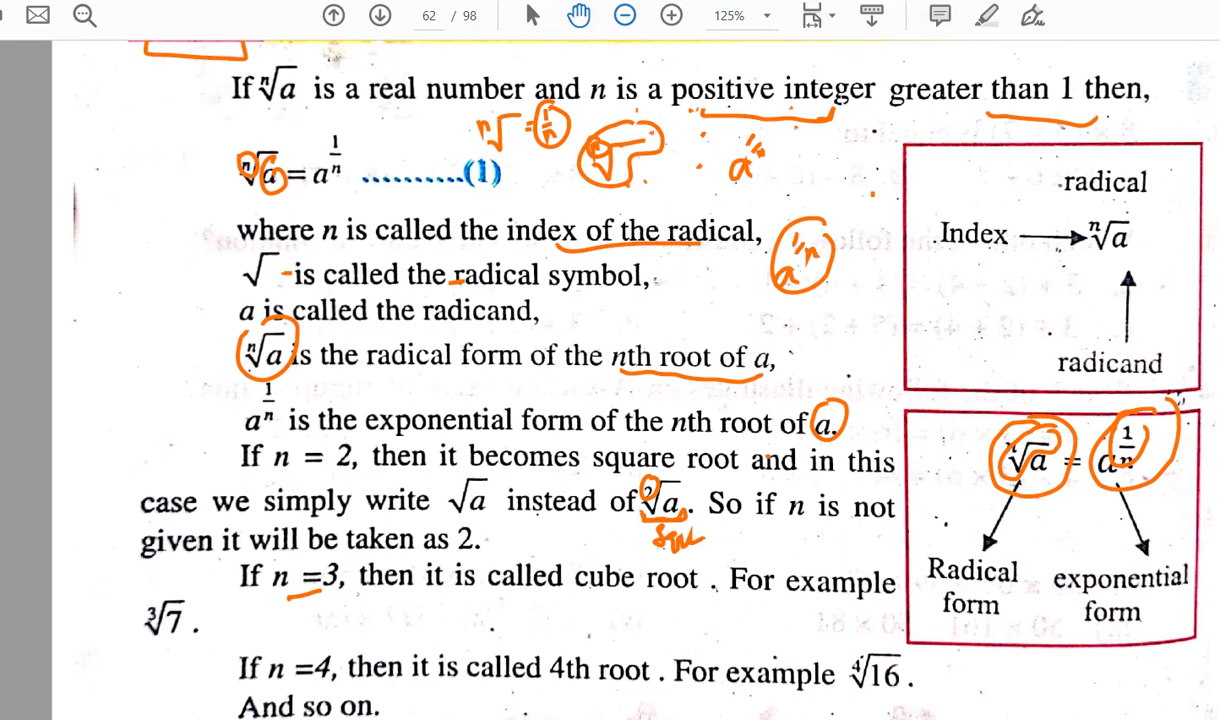 62 / 98
125%
If ⁿ√a is a real number and n is a positive integer greater than 1 then,
ⁿ√ = 1/n
a^1/n
ⁿ√a = a^1/n ..........(1)
where n is called the index of the radical,
a^1/n
√ -is called the radical symbol,
a is called the radicand,
ⁿ√a is the radical form of the nth root of a,
a^1/n is the exponential form of the nth root of a.
If n = 2, then it becomes square root and in this
case we simply write √a instead of ²√a. So if n is not
given it will be taken as 2.
If n =3, then it is called cube root . For example
³√7 .
If n =4, then it is called 4th root . For example ⁴√16 .
And so on.
radical
Index ⟶ ⁿ√a
radicand
ⁿ√a = a^1/n
Radical
form
exponential
form